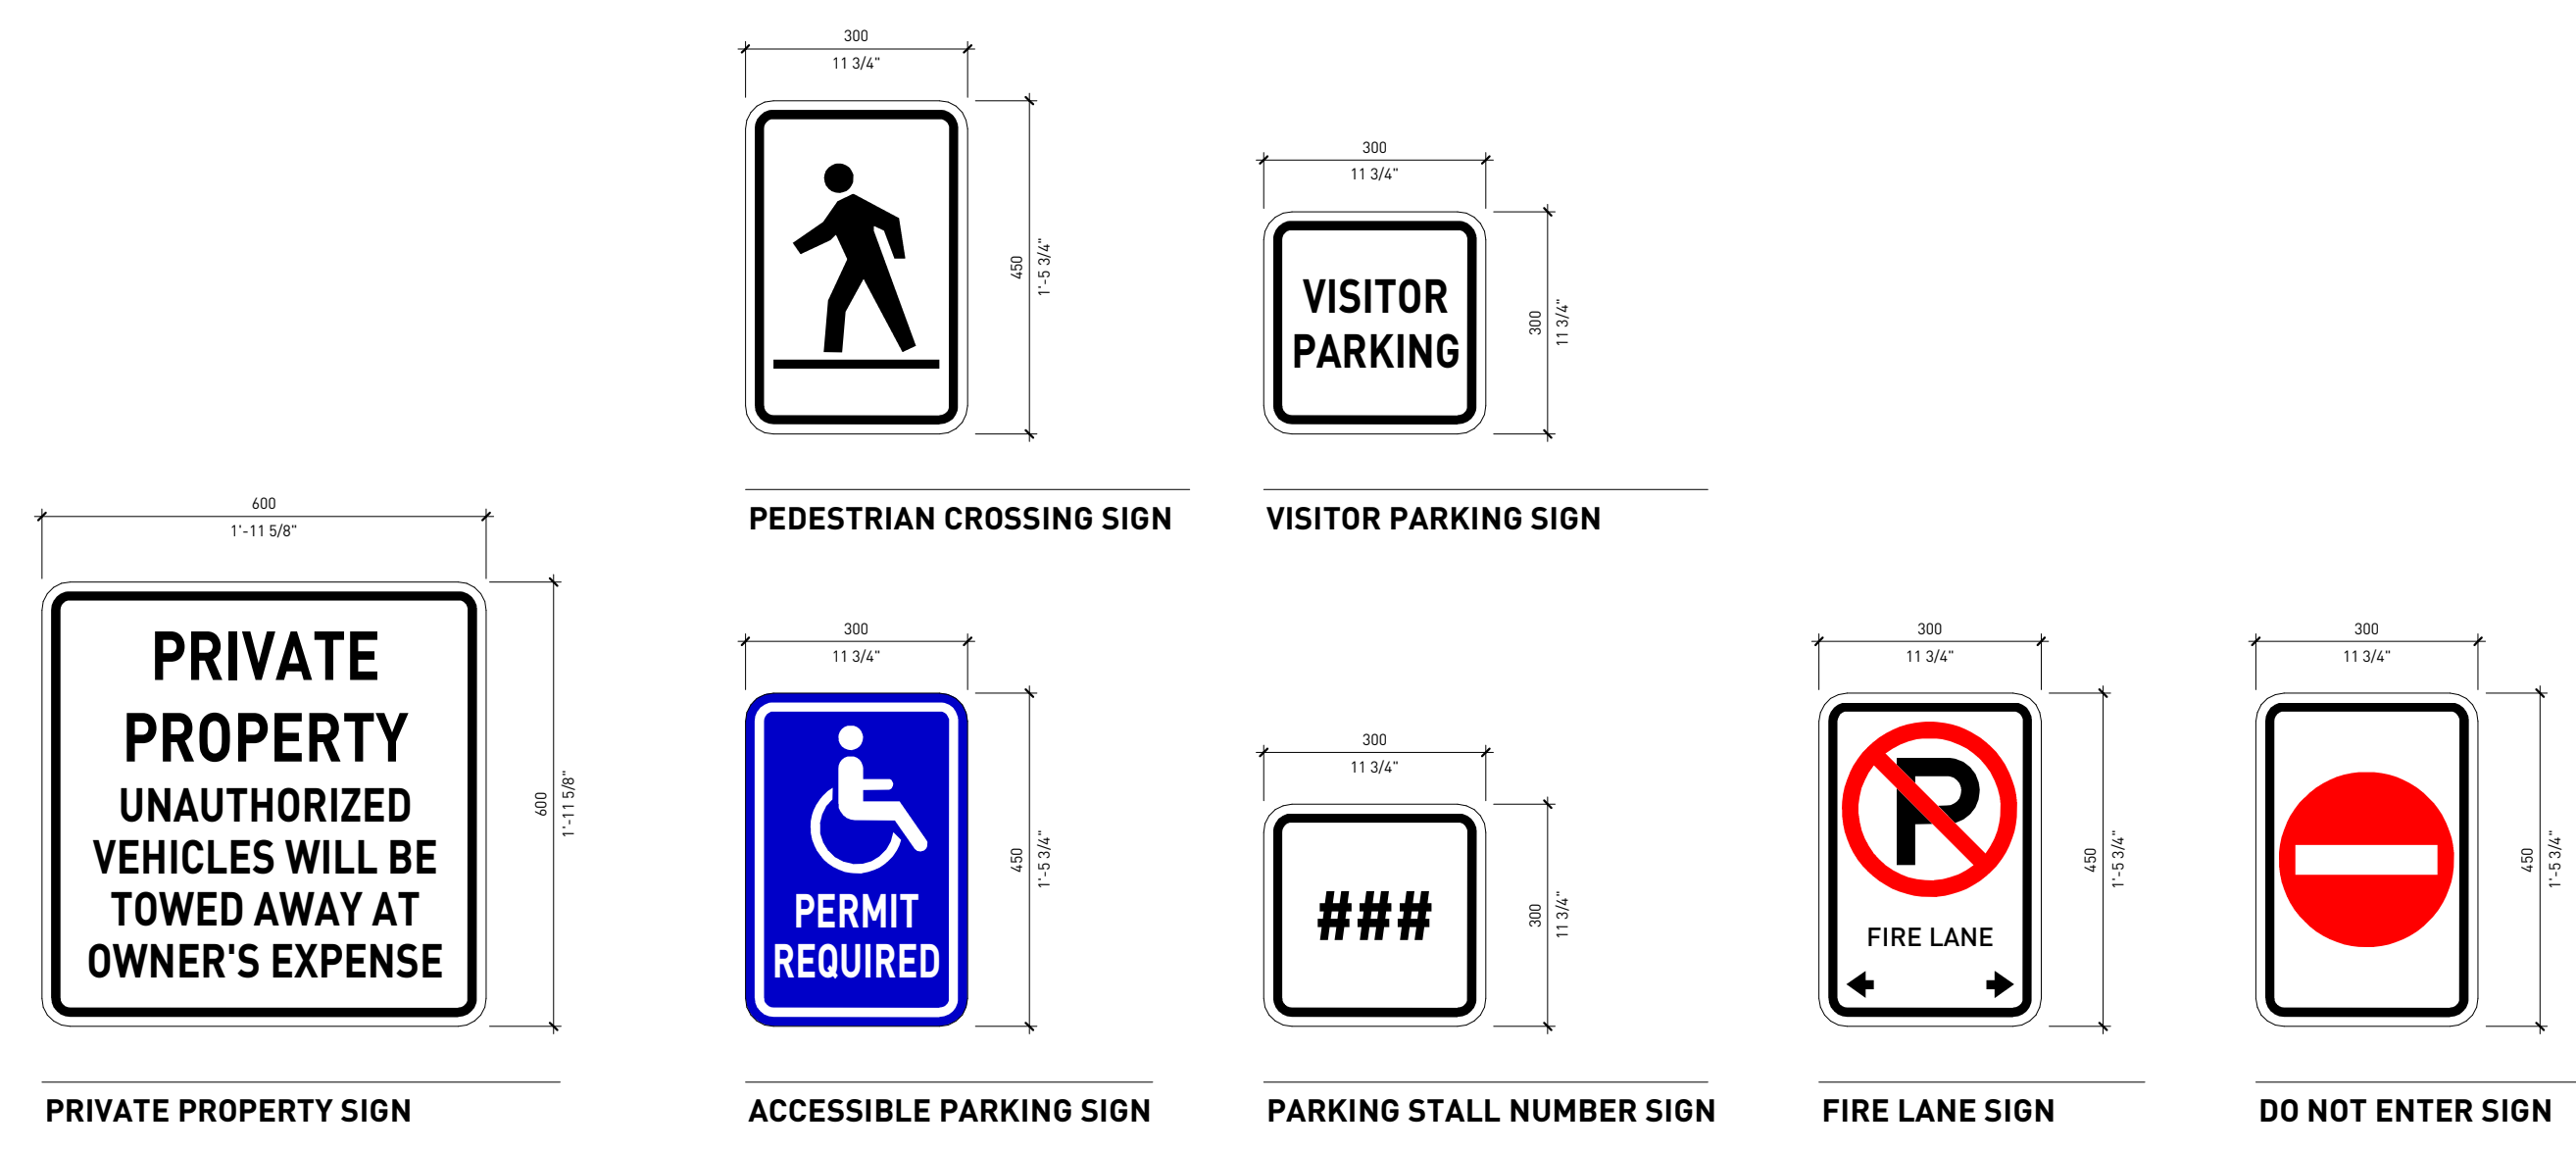 300
11 3/4"
450
1'-5 3/4"
PEDESTRIAN CROSSING SIGN
300
11 3/4"
VISITOR
PARKING
300
11 3/4"
VISITOR PARKING SIGN
600
1'-11 5/8"
PRIVATE
PROPERTY
UNAUTHORIZED
VEHICLES WILL BE
TOWED AWAY AT
OWNER'S EXPENSE
600
1'-11 5/8"
PRIVATE PROPERTY SIGN
300
11 3/4"
PERMIT
REQUIRED
450
1'-5 3/4"
ACCESSIBLE PARKING SIGN
300
11 3/4"
###
300
11 3/4"
PARKING STALL NUMBER SIGN
300
11 3/4"
P
FIRE LANE
450
1'-5 3/4"
FIRE LANE SIGN
300
11 3/4"
450
1'-5 3/4"
DO NOT ENTER SIGN